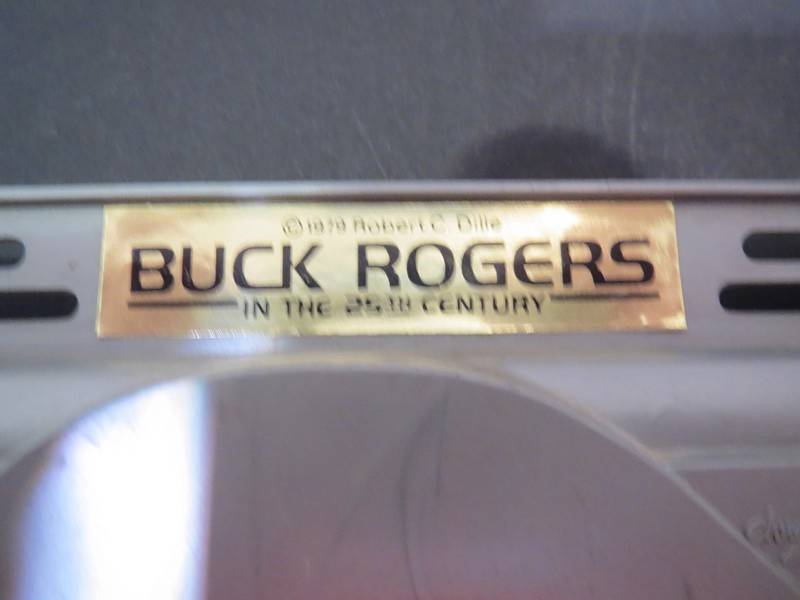 ©1979 Robert C. Dille
BUCK ROGERS
IN THE 25TH CENTURY